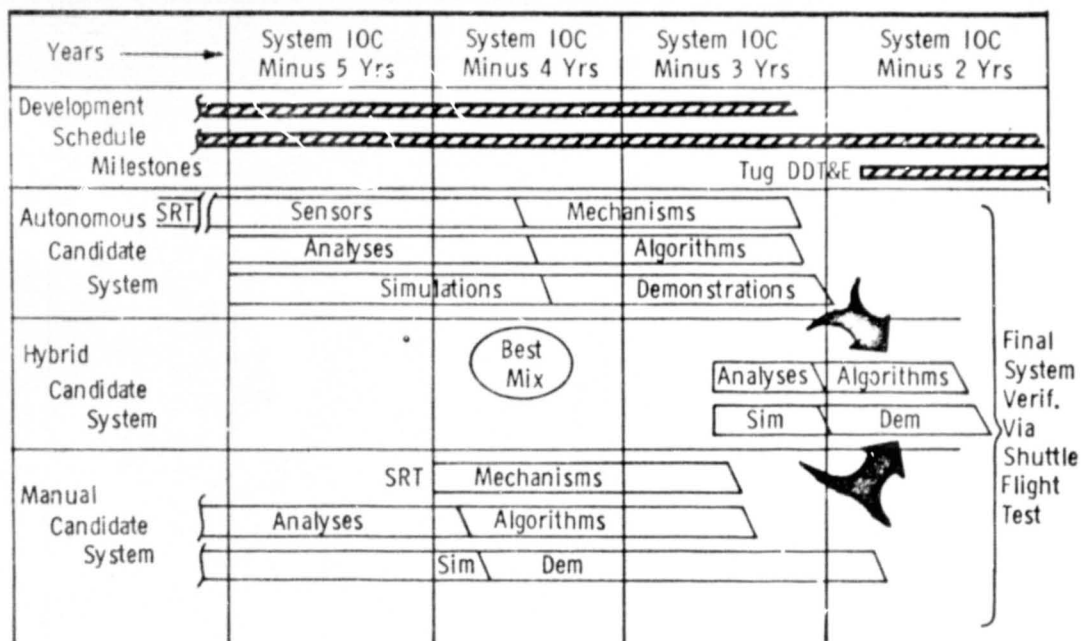 Years
System IOC
Minus 5 Yrs
System IOC
Minus 4 Yrs
System IOC
Minus 3 Yrs
System IOC
Minus 2 Yrs
Development
Schedule
Milestones
Tug DDT&E
Autonomous
Candidate
System
SRT
Sensors
Mechanisms
Analyses
Algorithms
Simulations
Demonstrations
Hybrid
Candidate
System
Best
Mix
Analyses
Algorithms
Sim
Dem
Manual
Candidate
System
SRT
Mechanisms
Analyses
Algorithms
Sim
Dem
Final
System
Verif.
Via
Shuttle
Flight
Test